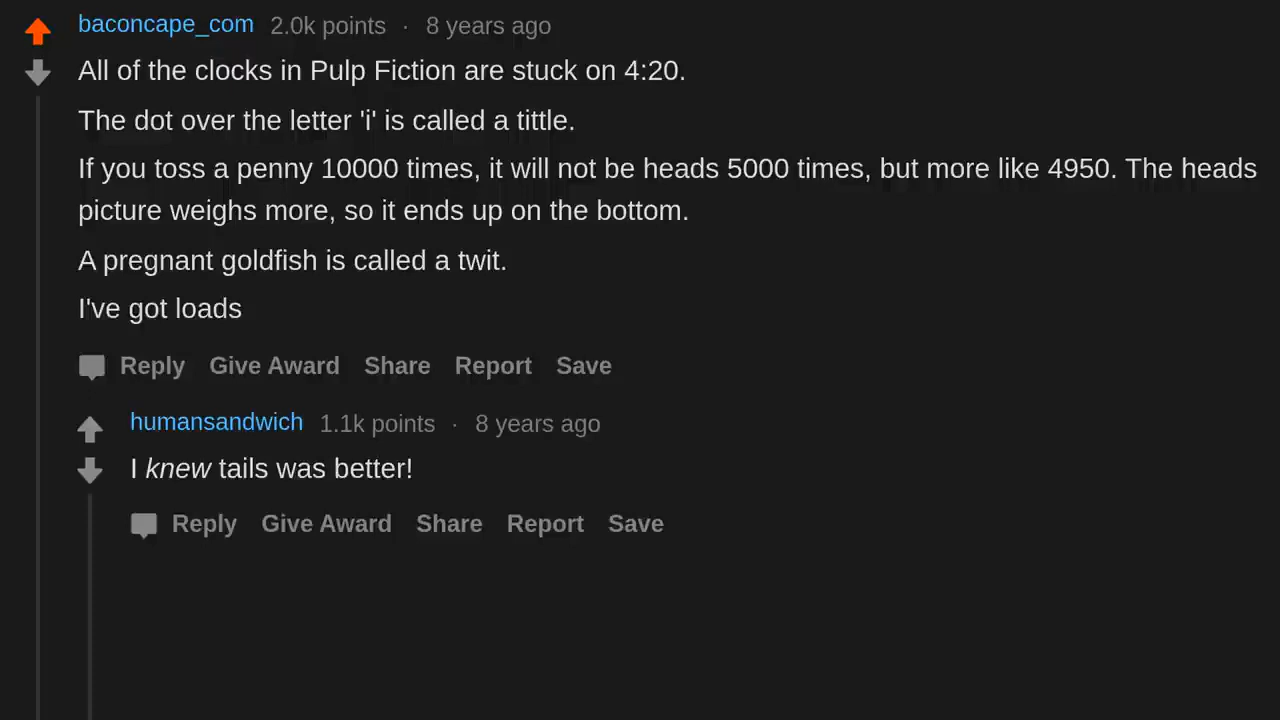 baconcape_com 2.0k points · 8 years ago
All of the clocks in Pulp Fiction are stuck on 4:20.
The dot over the letter 'i' is called a tittle.
If you toss a penny 10000 times, it will not be heads 5000 times, but more like 4950. The heads
picture weighs more, so it ends up on the bottom.
A pregnant goldfish is called a twit.
I've got loads
Reply Give Award Share Report Save
humansandwich 1.1k points · 8 years ago
I knew tails was better!
Reply Give Award Share Report Save